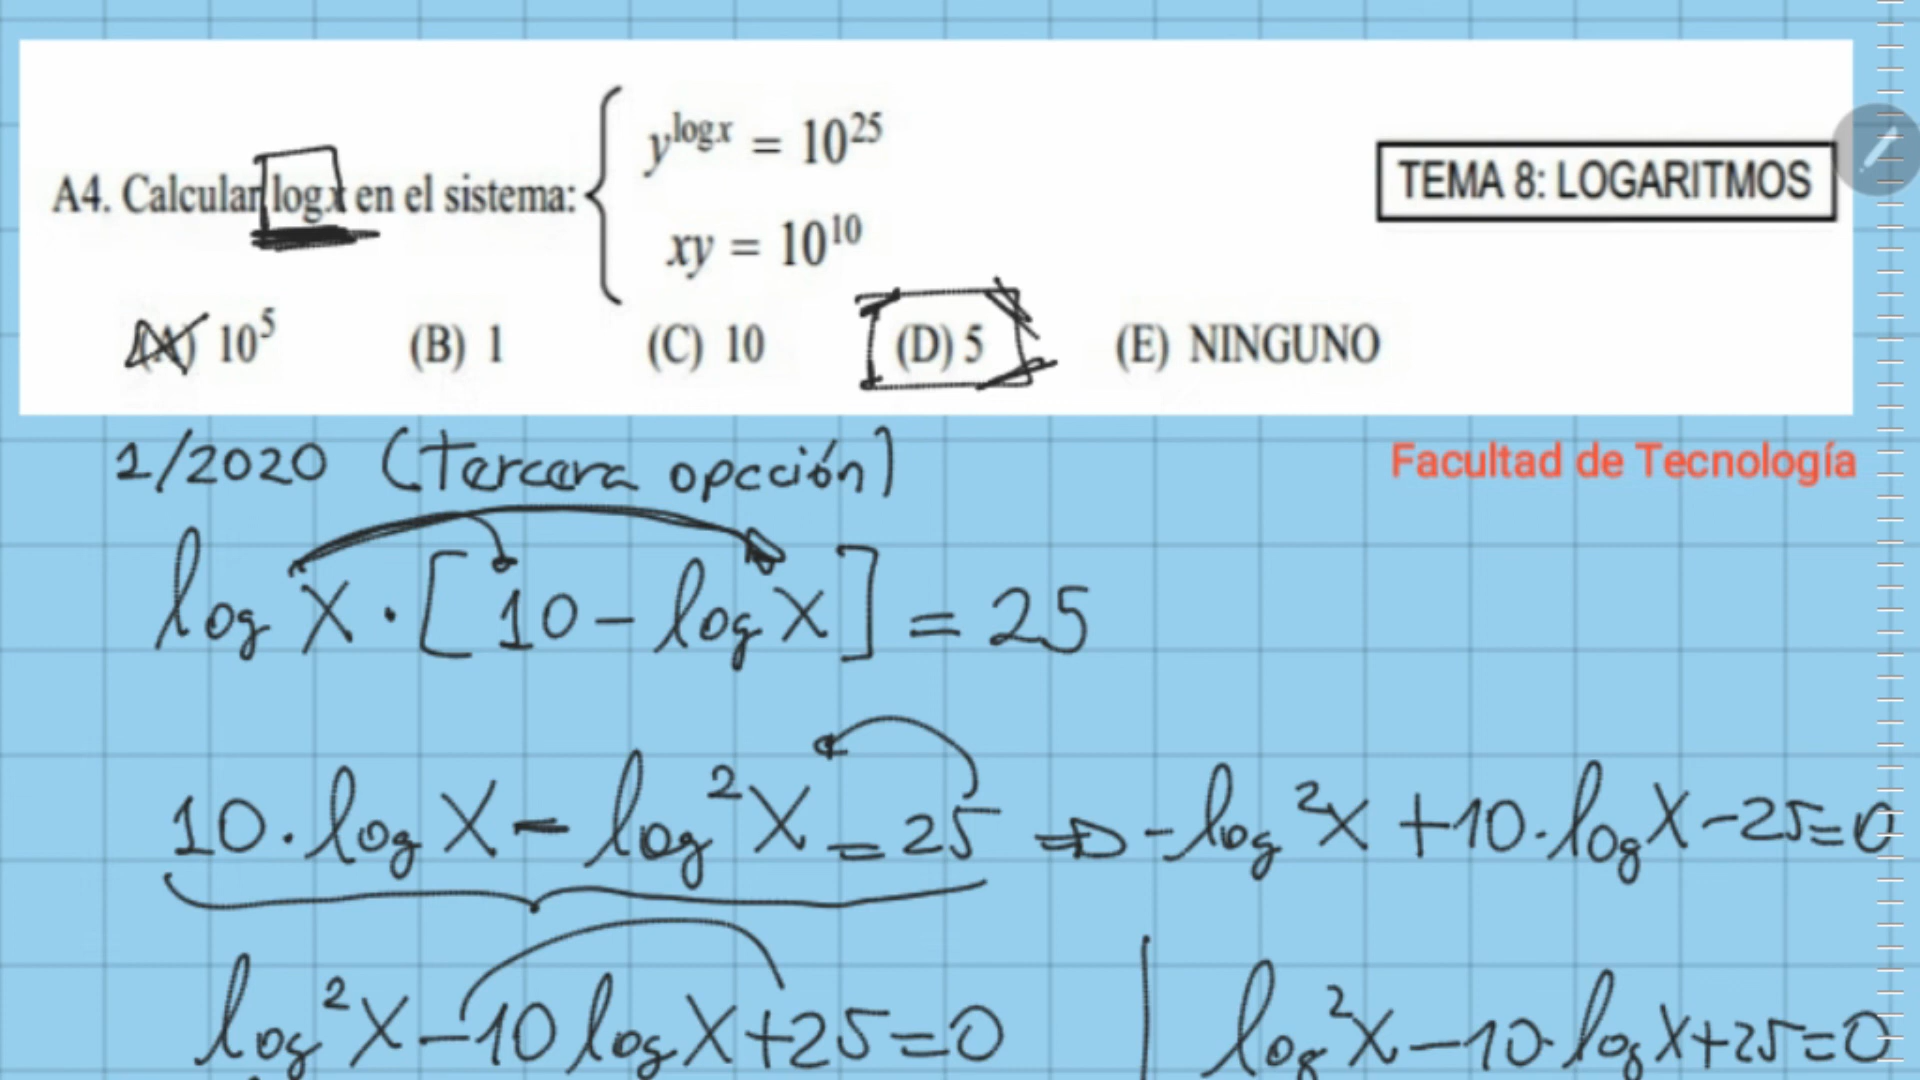 A4. Calcular log x en el sistema: { y^{log x} = 10^{25}
xy = 10^{10}
TEMA 8: LOGARITMOS
(A) 10^5 (B) 1 (C) 10 (D) 5 (E) NINGUNO
1/2020 (Tercera opcción)
Facultad de Tecnología
log X · [10 - log X] = 25
10 · log X - log²X = 25 ⇒ -log²X + 10 · log X - 25 = 0
log²X - 10 log X + 25 = 0 | log²X - 10 · log X + 25 = 0